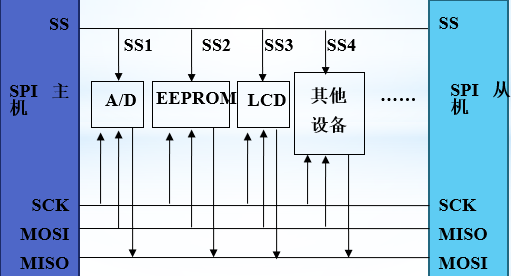 SS
SS
SS1
SS2
SS3
SS4
SPI 主
机
A/D
EEPROM
LCD
其他
设备
……
SPI 从
机
SCK
SCK
MOSI
MISO
MISO
MOSI